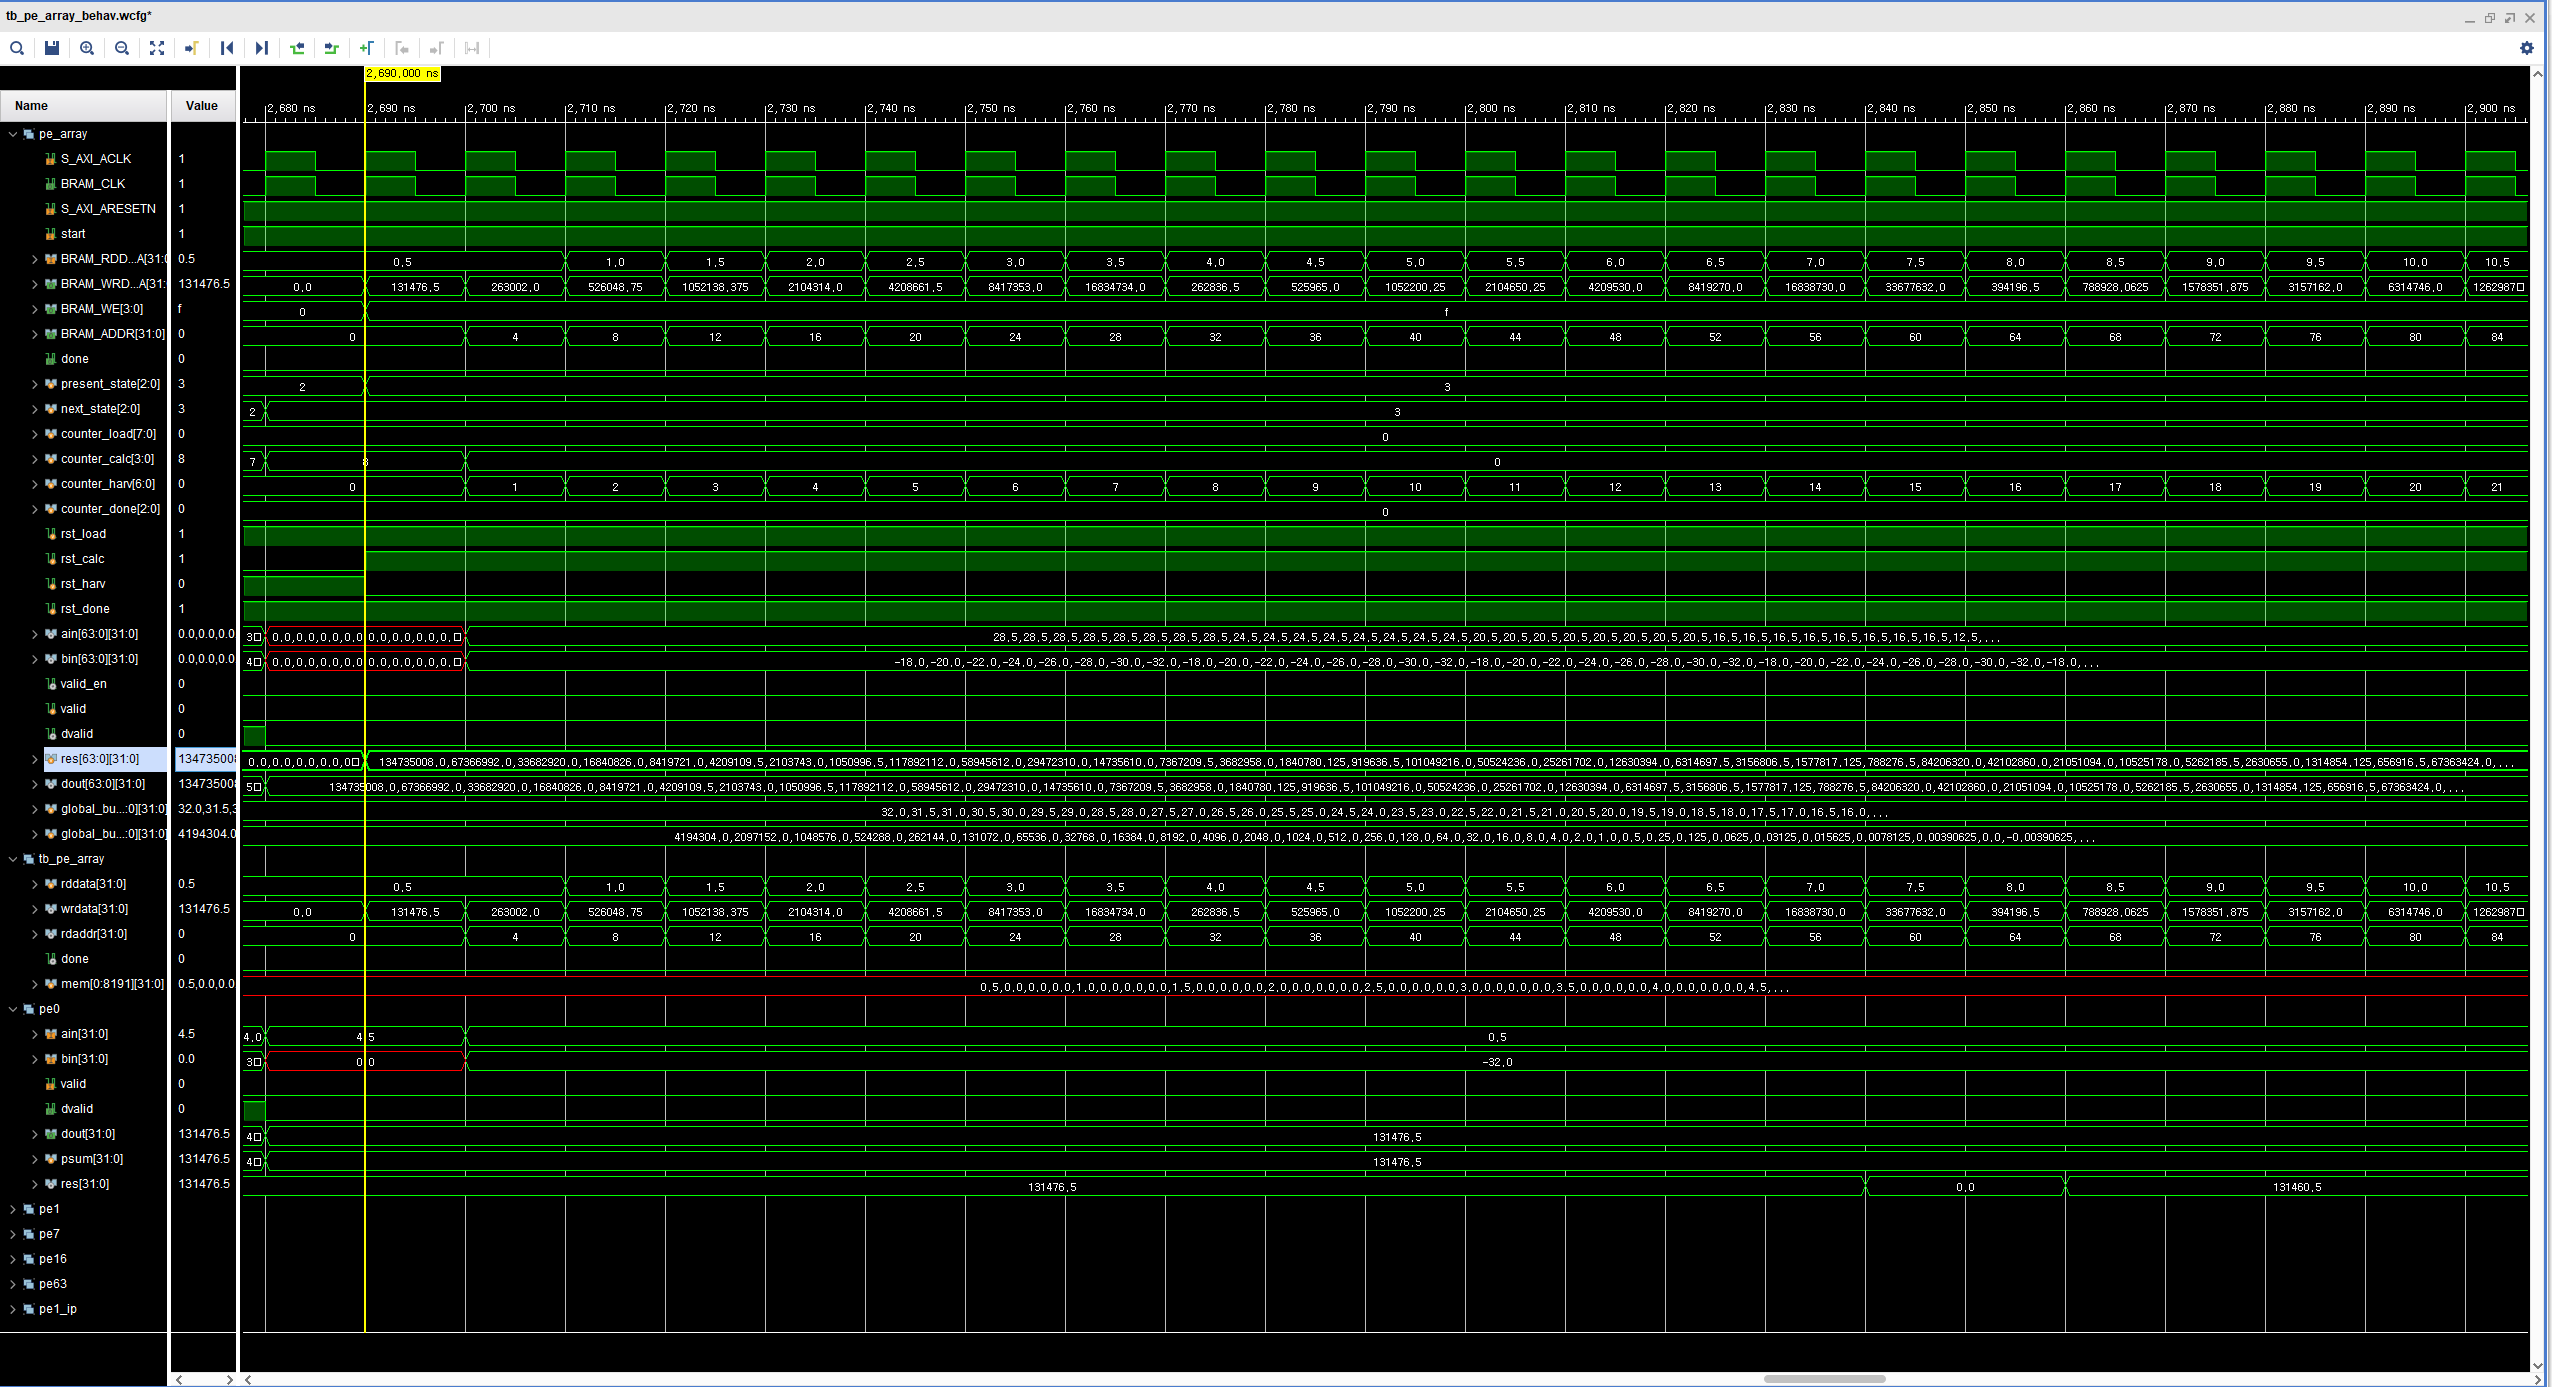 tb_pe_array_behav.wcfg*
2,690.000 ns
Name Value 2,680 ns 2,690 ns 2,700 ns 2,710 ns 2,720 ns 2,730 ns 2,740 ns 2,750 ns 2,760 ns 2,770 ns 2,780 ns 2,790 ns 2,800 ns 2,810 ns 2,820 ns 2,830 ns 2,840 ns 2,850 ns 2,860 ns 2,870 ns 2,880 ns 2,890 ns 2,900 ns
pe_array
S_AXI_ACLK 1
BRAM_CLK 1
S_AXI_ARESETN 1
start 1
BRAM_RDD...A[31:0 0.5 0.5 1.0 1.5 2.0 2.5 3.0 3.5 4.0 4.5 5.0 5.5 6.0 6.5 7.0 7.5 8.0 8.5 9.0 9.5 10.0 10.5
BRAM_WRD...A[31: 131476.5 0.0 131476.5 263002.0 526048.75 1052138.375 2104314.0 4208661.5 8417353.0 16834734.0 262836.5 525965.0 1052200.25 2104650.25 4209530.0 8419270.0 16838730.0 33677632.0 394196.5 788928.0625 1578351.875 3157162.0 6314746.0 1262987
BRAM_WE[3:0] f 0 f
BRAM_ADDR[31:0] 0 0 4 8 12 16 20 24 28 32 36 40 44 48 52 56 60 64 68 72 76 80 84
done 0
present_state[2:0] 3 2 3
next_state[2:0] 3 2 3
counter_load[7:0] 0 0
counter_calc[3:0] 8 7 8 0
counter_harv[6:0] 0 0 1 2 3 4 5 6 7 8 9 10 11 12 13 14 15 16 17 18 19 20 21
counter_done[2:0] 0 0
rst_load 1
rst_calc 1
rst_harv 0
rst_done 1
ain[63:0][31:0] 0.0,0.0,0.0 3 0.0,0.0,0.0,0.0,0.0,0.0,0.0,0. 28.5,28.5,28.5,28.5,28.5,28.5,28.5,28.5,24.5,24.5,24.5,24.5,24.5,24.5,24.5,24.5,20.5,20.5,20.5,20.5,20.5,20.5,20.5,20.5,16.5,16.5,16.5,16.5,16.5,16.5,16.5,16.5,12.5,...
bin[63:0][31:0] 0.0,0.0,0.0 4 0.0,0.0,0.0,0.0,0.0,0.0,0.0,0. -18.0,-20.0,-22.0,-24.0,-26.0,-28.0,-30.0,-32.0,-18.0,-20.0,-22.0,-24.0,-26.0,-28.0,-30.0,-32.0,-18.0,-20.0,-22.0,-24.0,-26.0,-28.0,-30.0,-32.0,-18.0,-20.0,-22.0,-24.0,-26.0,-28.0,-30.0,-32.0,-18.0,...
valid_en 0
valid 0
dvalid 0
res[63:0][31:0] 134735008 0.0,0.0,0.0,0.0,0 134735008.0,67366992.0,33682920.0,16840826.0,8419721.0,4209109.5,2103743.0,1050996.5,117892112.0,58945612.0,29472310.0,14735610.0,7367209.5,3682958.0,1840780.125,919636.5,101049216.0,50524236.0,25261702.0,12630394.0,6314697.5,3156806.5,1577817.125,788276.5,84206320.0,42102860.0,21051094.0,10525178.0,5262185.5,2630655.0,1314854.125,656916.5,67363424.0,...
dout[63:0][31:0] 134735008 5 134735008.0,67366992.0,33682920.0,16840826.0,8419721.0,4209109.5,2103743.0,1050996.5,117892112.0,58945612.0,29472310.0,14735610.0,7367209.5,3682958.0,1840780.125,919636.5,101049216.0,50524236.0,25261702.0,12630394.0,6314697.5,3156806.5,1577817.125,788276.5,84206320.0,42102860.0,21051094.0,10525178.0,5262185.5,2630655.0,1314854.125,656916.5,67363424.0,...
global_bu...:0][31:0] 32.0,31.5,3 32.0,31.5,31.0,30.5,30.0,29.5,29.0,28.5,28.0,27.5,27.0,26.5,26.0,25.5,25.0,24.5,24.0,23.5,23.0,22.5,22.0,21.5,21.0,20.5,20.0,19.5,19.0,18.5,18.0,17.5,17.0,16.5,16.0,...
global_bu...:0][31:0] 4194304.0 4194304.0,2097152.0,1048576.0,524288.0,262144.0,131072.0,65536.0,32768.0,16384.0,8192.0,4096.0,2048.0,1024.0,512.0,256.0,128.0,64.0,32.0,16.0,8.0,4.0,2.0,1.0,0.5,0.25,0.125,0.0625,0.03125,0.015625,0.0078125,0.00390625,0.0,-0.00390625,...
tb_pe_array
rddata[31:0] 0.5 0.5 1.0 1.5 2.0 2.5 3.0 3.5 4.0 4.5 5.0 5.5 6.0 6.5 7.0 7.5 8.0 8.5 9.0 9.5 10.0 10.5
wrdata[31:0] 131476.5 0.0 131476.5 263002.0 526048.75 1052138.375 2104314.0 4208661.5 8417353.0 16834734.0 262836.5 525965.0 1052200.25 2104650.25 4209530.0 8419270.0 16838730.0 33677632.0 394196.5 788928.0625 1578351.875 3157162.0 6314746.0 1262987
rdaddr[31:0] 0 0 4 8 12 16 20 24 28 32 36 40 44 48 52 56 60 64 68 72 76 80 84
done 0
mem[0:8191][31:0] 0.5,0.0,0.0 0.5,0.0,0.0,0.0,1.0,0.0,0.0,0.0,1.5,0.0,0.0,0.0,2.0,0.0,0.0,0.0,2.5,0.0,0.0,0.0,3.0,0.0,0.0,0.0,3.5,0.0,0.0,0.0,4.0,0.0,0.0,0.0,4.5,...
pe0
ain[31:0] 4.5 4.0 4.5 0.5
bin[31:0] 0.0 3 0.0 -32.0
valid 0
dvalid 0
dout[31:0] 131476.5 4 131476.5
psum[31:0] 131476.5 4 131476.5
res[31:0] 131476.5 131476.5 0.0 131460.5
pe1
pe7
pe16
pe63
pe1_ip